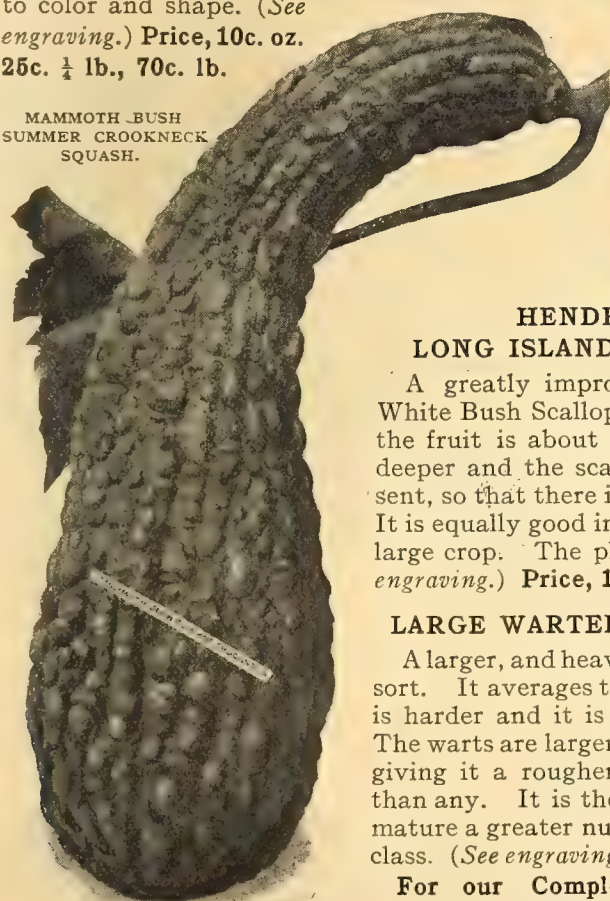 to color and shape. (See
engraving.) Price, 10c. oz.
25c. ¼ lb., 70c. lb.
MAMMOTH BUSH
SUMMER CROOKNECK
SQUASH.
HENDE
LONG ISLAND
A greatly impro
White Bush Scallop
the fruit is about
deeper and the sca
sent, so that there i
It is equally good in
large crop. The pl
engraving.) Price, 1
LARGE WARTE
A larger, and heav
sort. It averages t
is harder and it is
The warts are larger
giving it a rougher
than any. It is the
mature a greater nu
class. (See engraving
For our Compl